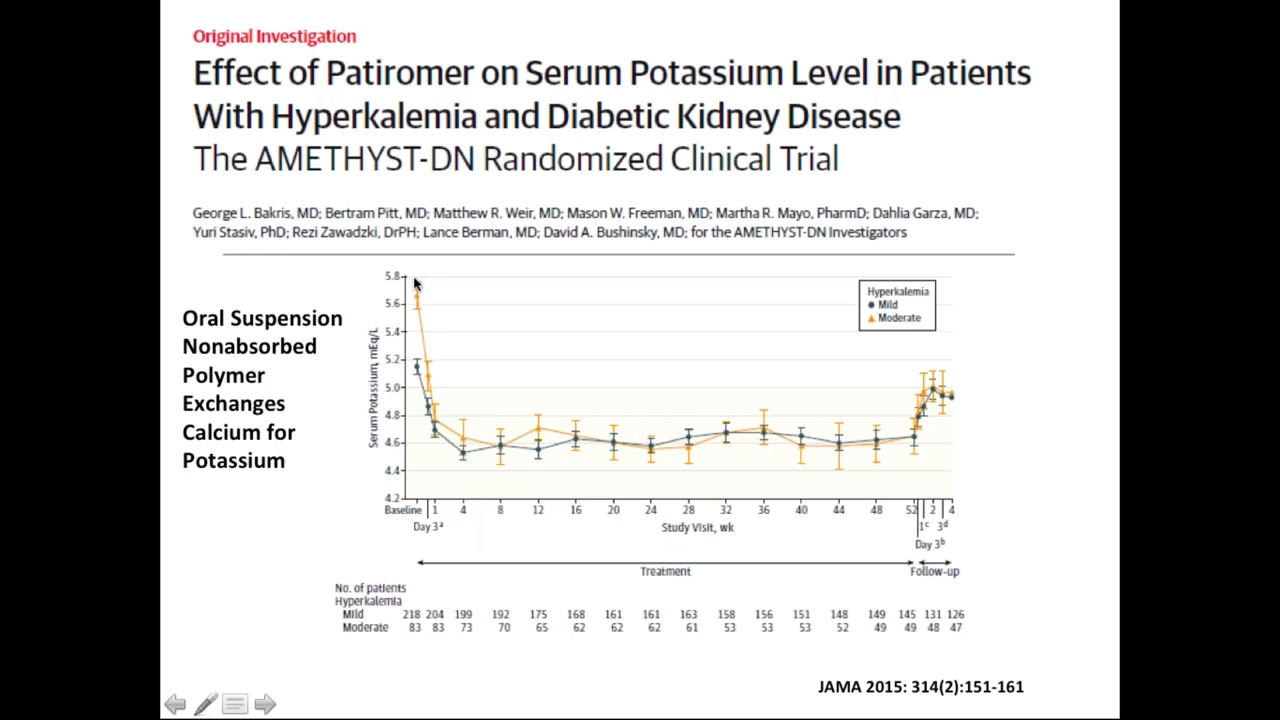 Original Investigation
Effect of Patiromer on Serum Potassium Level in Patients
With Hyperkalemia and Diabetic Kidney Disease
The AMETHYST-DN Randomized Clinical Trial
George L. Bakris, MD; Bertram Pitt, MD; Matthew R. Weir, MD; Mason W. Freeman, MD; Martha R. Mayo, PharmD; Dahlia Garza, MD;
Yuri Stasiv, PhD; Rezi Zawadzki, DrPH; Lance Berman, MD; David A. Bushinsky, MD; for the AMETHYST-DN Investigators
Oral Suspension
Nonabsorbed
Polymer
Exchanges
Calcium for
Potassium
Serum Potassium, mEq/L
5.8
5.6
5.4
5.2
5.0
4.8
4.6
4.4
4.2
Hyperkalemia
Mild
Moderate
Baseline 1 4 8 12 16 20 24 28 32 36 40 44 48 52 2 4
Day 3a Study Visit, wk 1c 3d
Day 3b
Treatment Follow-up
No. of patients
Hyperkalemia
Mild 218 204 199 192 175 168 161 161 163 158 156 151 148 149 145 131 126
Moderate 83 83 73 70 65 62 62 62 61 53 53 53 52 49 49 48 47
JAMA 2015: 314(2):151-161